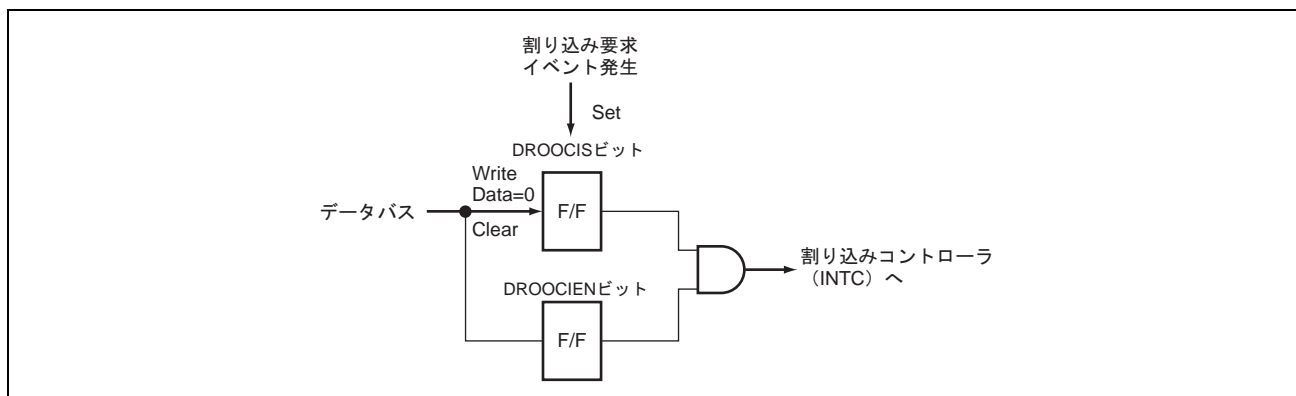 割り込み要求
イベント発生
Set
DROOCISビット
Write
Data=0
データバス
Clear
F/F
割り込みコントローラ
（INTC）へ
DROOCIENビット
F/F